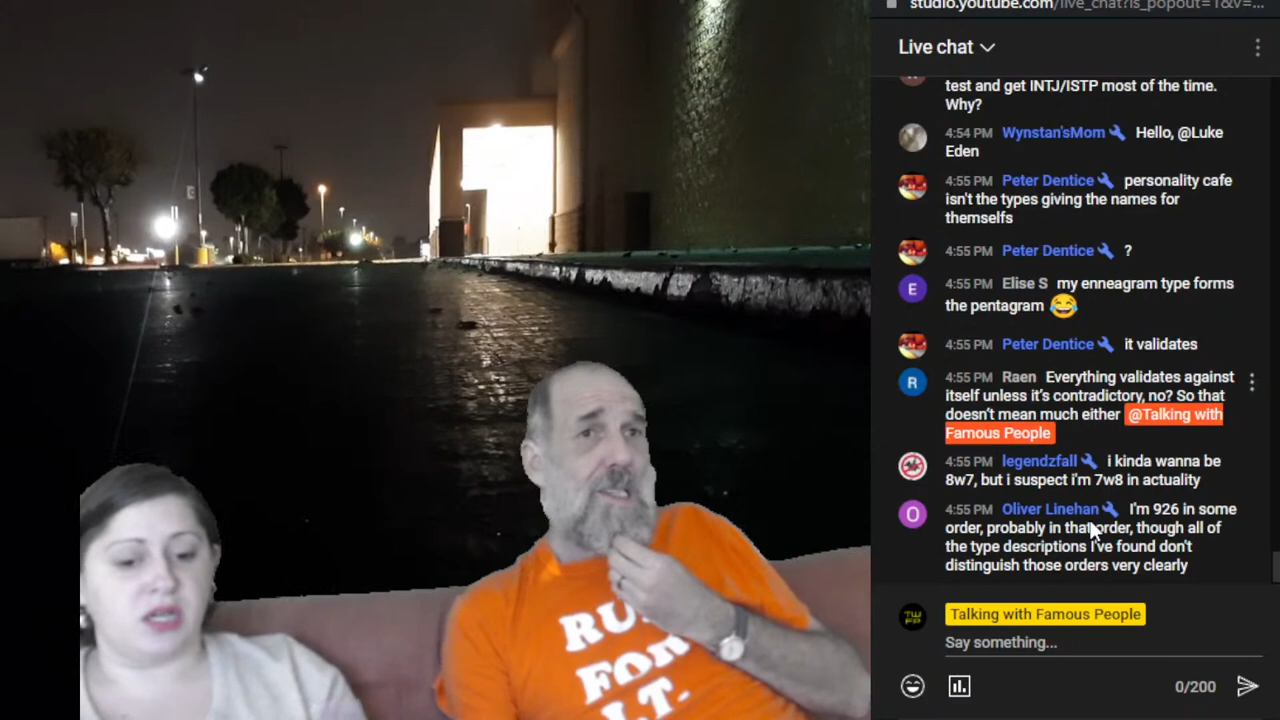 studio.youtube.com/live_chat?is_popout=1&v=...
Live chat
test and get INTJ/ISTP most of the time.
Why?
4:54 PM Wynstan'sMom Hello, @Luke
Eden
4:55 PM Peter Dentice personality cafe
isn't the types giving the names for
themselfs
4:55 PM Peter Dentice ?
E 4:55 PM Elise S my enneagram type forms
the pentagram 😂
4:55 PM Peter Dentice it validates
R 4:55 PM Raen Everything validates against
itself unless it's contradictory, no? So that
doesn't mean much either @Talking with
Famous People
4:55 PM legendzfall i kinda wanna be
8w7, but i suspect i'm 7w8 in actuality
O 4:55 PM Oliver Linehan I'm 926 in some
order, probably in that order, though all of
the type descriptions I've found don't
distinguish those orders very clearly
TWFP Talking with Famous People
Say something...
0/200
FOR